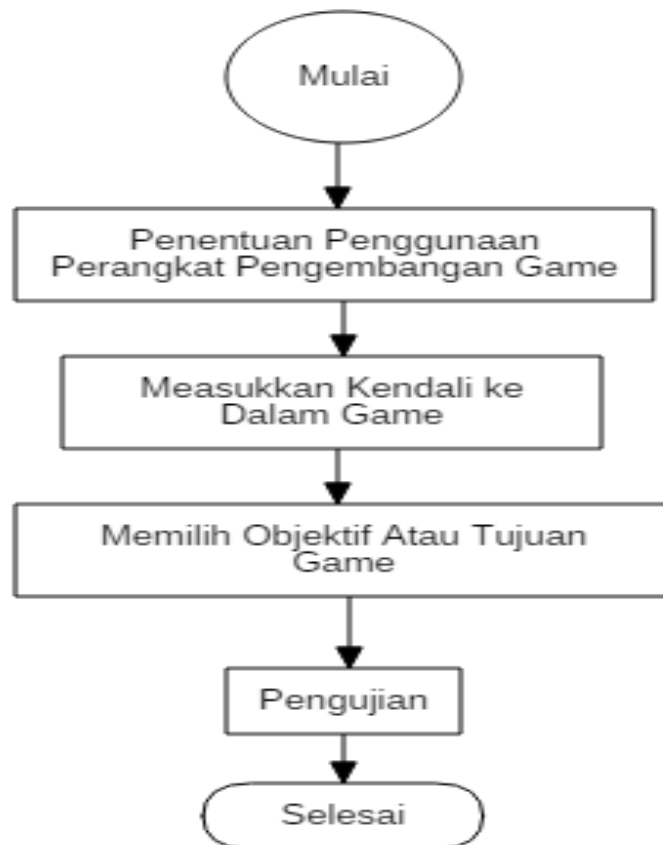 Mulai
Penentuan Penggunaan
Perangkat Pengembangan Game
Measukkan Kendali ke
Dalam Game
Memilih Objektif Atau Tujuan
Game
Pengujian
Selesai